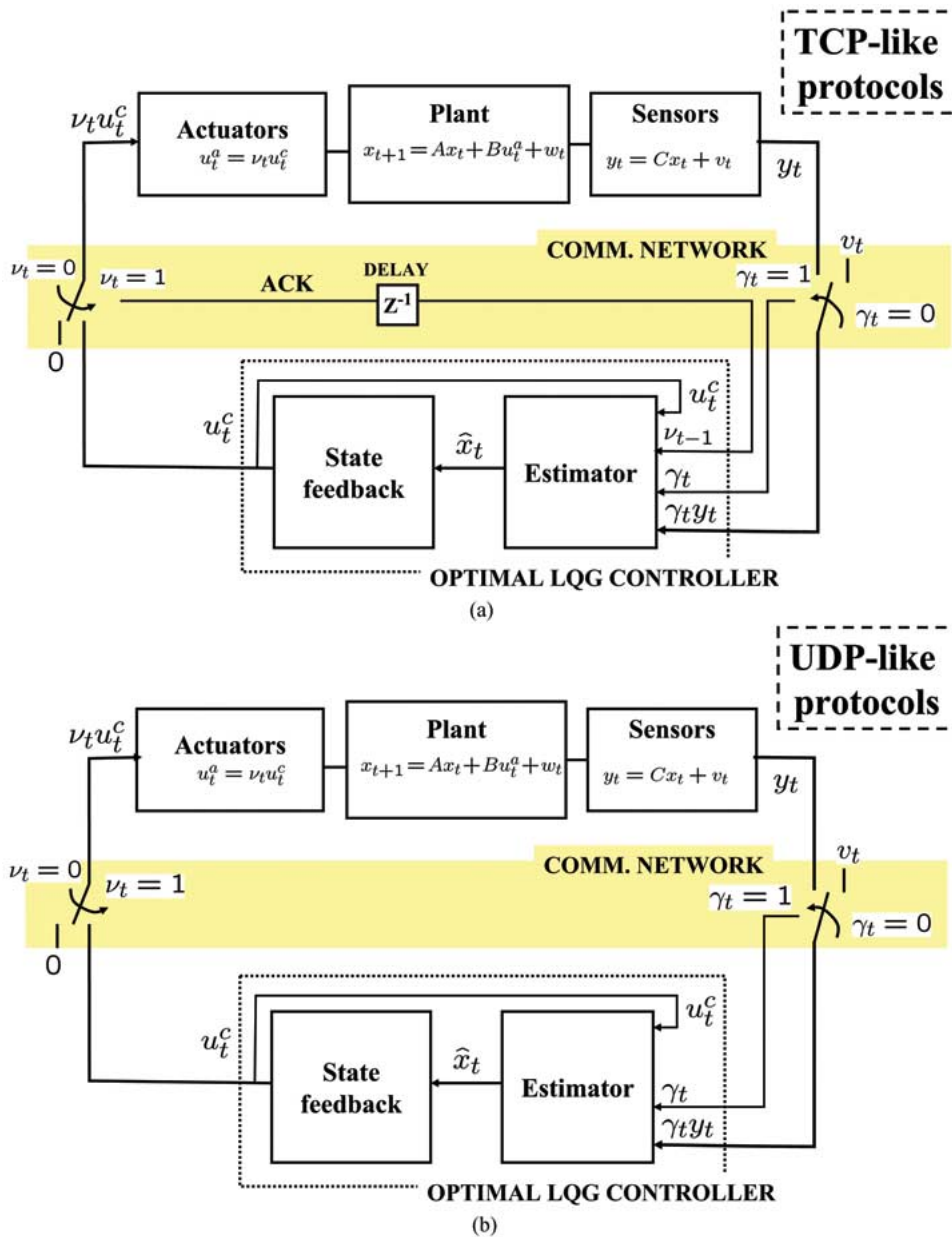 TCP-like
protocols
ν_t u_t^c
Actuators
u_t^a = ν_t u_t^c
Plant
x_{t+1} = Ax_t + Bu_t^a + w_t
Sensors
y_t = Cx_t + v_t
y_t
COMM. NETWORK
v_t
ν_t = 0
ν_t = 1
ACK
DELAY
Z^{-1}
γ_t = 1
γ_t = 0
0
u_t^c
u_t^c
State
feedback
x̂_t
Estimator
ν_{t-1}
γ_t
γ_t y_t
OPTIMAL LQG CONTROLLER
(a)
UDP-like
protocols
ν_t u_t^c
Actuators
u_t^a = ν_t u_t^c
Plant
x_{t+1} = Ax_t + Bu_t^a + w_t
Sensors
y_t = Cx_t + v_t
y_t
COMM. NETWORK
v_t
ν_t = 0
ν_t = 1
γ_t = 1
γ_t = 0
0
u_t^c
u_t^c
State
feedback
x̂_t
Estimator
γ_t
γ_t y_t
OPTIMAL LQG CONTROLLER
(b)